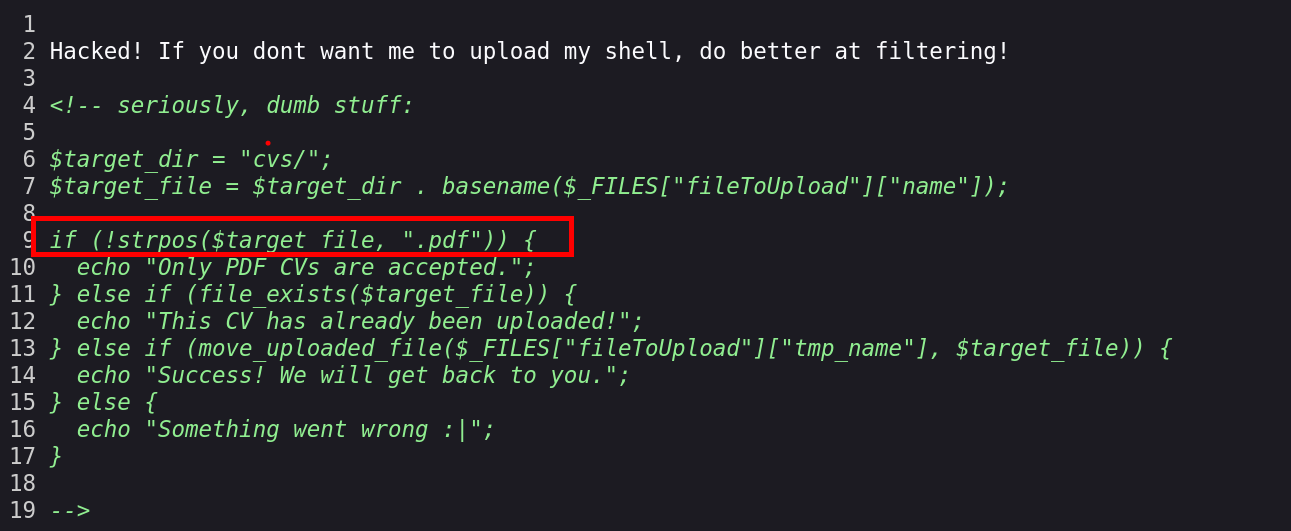 1
2 Hacked! If you dont want me to upload my shell, do better at filtering!
3
4 <!-- seriously, dumb stuff:
5
6 $target_dir = "cvs/";
7 $target_file = $target_dir . basename($_FILES["fileToUpload"]["name"]);
8
9 if (!strpos($target_file, ".pdf")) {
10   echo "Only PDF CVs are accepted.";
11 } else if (file_exists($target_file)) {
12   echo "This CV has already been uploaded!";
13 } else if (move_uploaded_file($_FILES["fileToUpload"]["tmp_name"], $target_file)) {
14   echo "Success! We will get back to you.";
15 } else {
16   echo "Something went wrong :|";
17 }
18
19 -->